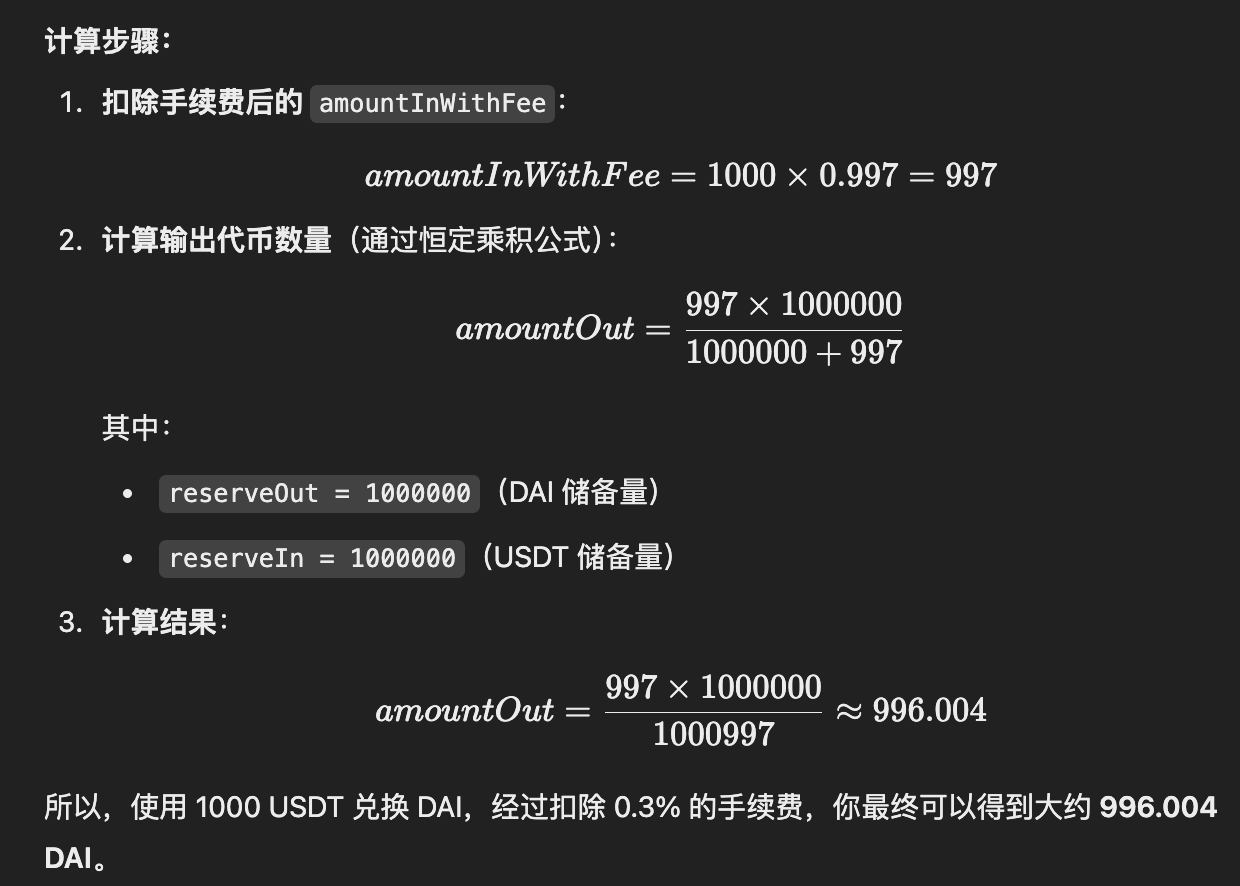 计算步骤：
1. 扣除手续费后的 amountInWithFee：
amountInWithFee = 1000 × 0.997 = 997
2. 计算输出代币数量（通过恒定乘积公式）：
amountOut = \frac{997 × 1000000}{1000000 + 997}
其中：
• reserveOut = 1000000（DAI 储备量）
• reserveIn = 1000000（USDT 储备量）
3. 计算结果：
amountOut = \frac{997 × 1000000}{1000997} ≈ 996.004
所以，使用 1000 USDT 兑换 DAI，经过扣除 0.3% 的手续费，你最终可以得到大约 996.004
DAI。